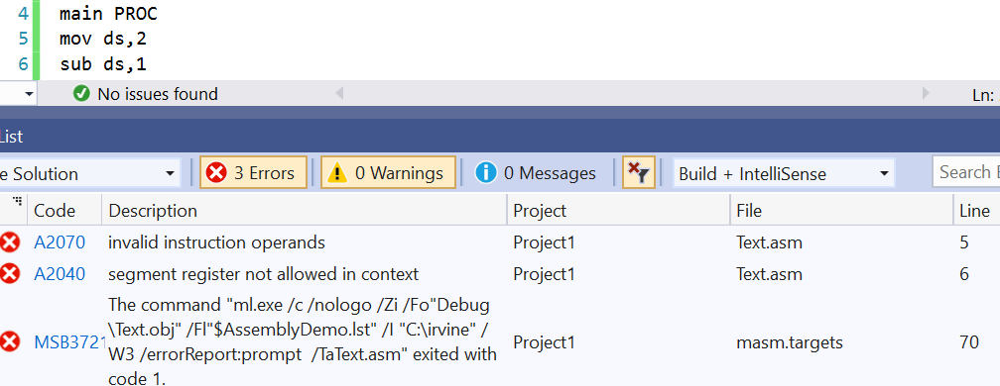 4 main PROC
5 mov ds,2
6 sub ds,1
No issues found Ln:
List
e Solution 3 Errors 0 Warnings 0 Messages Build + IntelliSense Search E
Code Description Project File Line
A2070 invalid instruction operands Project1 Text.asm 5
A2040 segment register not allowed in context Project1 Text.asm 6
The command "ml.exe /c /nologo /Zi /Fo"Debug
\Text.obj" /Fl"$AssemblyDemo.lst" /I "C:\irvine" /
MSB3721 W3 /errorReport:prompt /TaText.asm" exited with Project1 masm.targets 70
code 1.